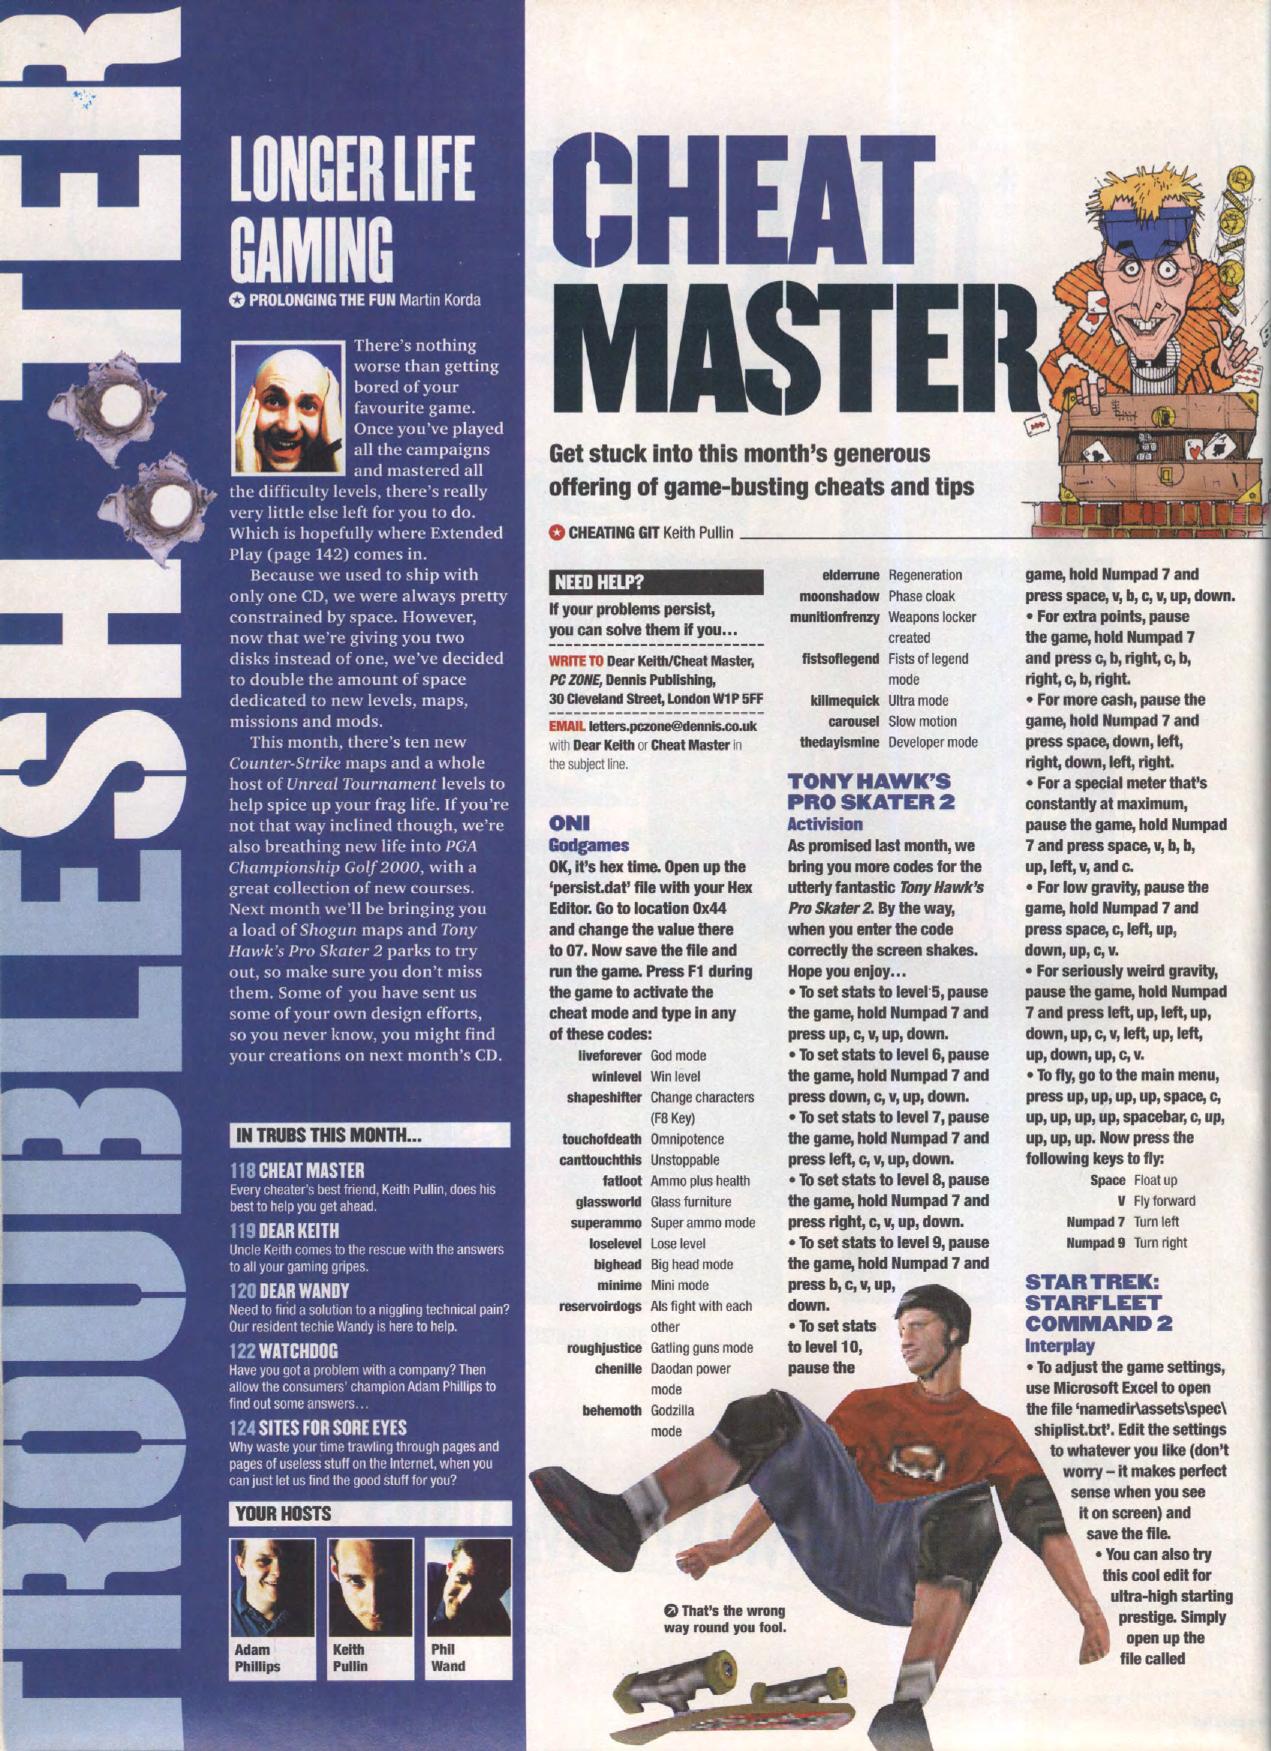 TROUBLESHOOTER
LONGER LIFE
GAMING
PROLONGING THE FUN Martin Korda
There's nothing
worse than getting
bored of your
favourite game.
Once you've played
all the campaigns
and mastered all
the difficulty levels, there's really
very little else left for you to do.
Which is hopefully where Extended
Play (page 142) comes in.
Because we used to ship with
only one CD, we were always pretty
constrained by space. However,
now that we're giving you two
disks instead of one, we've decided
to double the amount of space
dedicated to new levels, maps,
missions and mods.
This month, there's ten new
Counter-Strike maps and a whole
host of Unreal Tournament levels to
help spice up your frag life. If you're
not that way inclined though, we're
also breathing new life into PGA
Championship Golf 2000, with a
great collection of new courses.
Next month we'll be bringing you
a load of Shogun maps and Tony
Hawk's Pro Skater 2 parks to try
out, so make sure you don't miss
them. Some of you have sent us
some of your own design efforts,
so you never know, you might find
your creations on next month's CD.
IN TRUBS THIS MONTH...
118 CHEAT MASTER
Every cheater's best friend, Keith Pullin, does his
best to help you get ahead.
119 DEAR KEITH
Uncle Keith comes to the rescue with the answers
to all your gaming gripes.
120 DEAR WANDY
Need to find a solution to a niggling technical pain?
Our resident techie Wandy is here to help.
122 WATCHDOG
Have you got a problem with a company? Then
allow the consumers' champion Adam Phillips to
find out some answers...
124 SITES FOR SORE EYES
Why waste your time trawling through pages and
pages of useless stuff on the Internet, when you
can just let us find the good stuff for you?
YOUR HOSTS
Adam
Phillips
Keith
Pullin
Phil
Wand
CHEAT
MASTER
Get stuck into this month's generous
offering of game-busting cheats and tips
CHEATING GIT Keith Pullin
NEED HELP?
If your problems persist,
you can solve them if you...
WRITE TO Dear Keith/Cheat Master,
PC ZONE, Dennis Publishing,
30 Cleveland Street, London W1P 5FF
EMAIL letters.pczone@dennis.co.uk
with Dear Keith or Cheat Master in
the subject line.
ONI
Godgames
OK, it's hex time. Open up the
'persist.dat' file with your Hex
Editor. Go to location 0x44
and change the value there
to 07. Now save the file and
run the game. Press F1 during
the game to activate the
cheat mode and type in any
of these codes:
liveforever God mode
winlevel Win level
shapeshifter Change characters
(F8 Key)
touchofdeath Omnipotence
canttouchthis Unstoppable
fatloot Ammo plus health
glassworld Glass furniture
superammo Super ammo mode
loselevel Lose level
bighead Big head mode
minime Mini mode
reservoirdogs AIs fight with each
other
roughjustice Gatling guns mode
chenille Daodan power
mode
behemoth Godzilla
mode
elderrune Regeneration
moonshadow Phase cloak
munitionfrenzy Weapons locker
created
fistsoflegend Fists of legend
mode
killmequick Ultra mode
carousel Slow motion
thedayismine Developer mode
TONY HAWK'S
PRO SKATER 2
Activision
As promised last month, we
bring you more codes for the
utterly fantastic Tony Hawk's
Pro Skater 2. By the way,
when you enter the code
correctly the screen shakes.
Hope you enjoy...
• To set stats to level 5, pause
the game, hold Numpad 7 and
press up, c, v, up, down.
• To set stats to level 6, pause
the game, hold Numpad 7 and
press down, c, v, up, down.
• To set stats to level 7, pause
the game, hold Numpad 7 and
press left, c, v, up, down.
• To set stats to level 8, pause
the game, hold Numpad 7 and
press right, c, v, up, down.
• To set stats to level 9, pause
the game, hold Numpad 7 and
press b, c, v, up,
down.
• To set stats
to level 10,
pause the
game, hold Numpad 7 and
press space, v, b, c, v, up, down.
• For extra points, pause
the game, hold Numpad 7
and press c, b, right, c, b,
right, c, b, right.
• For more cash, pause the
game, hold Numpad 7 and
press space, down, left,
right, down, left, right.
• For a special meter that's
constantly at maximum,
pause the game, hold Numpad
7 and press space, v, b, b,
up, left, v, and c.
• For low gravity, pause the
game, hold Numpad 7 and
press space, c, left, up,
down, up, c, v.
• For seriously weird gravity,
pause the game, hold Numpad
7 and press left, up, left, up,
down, up, c, v, left, up, left,
up, down, up, c, v.
• To fly, go to the main menu,
press up, up, up, up, space, c,
up, up, up, up, spacebar, c, up,
up, up, up. Now press the
following keys to fly:
Space Float up
V Fly forward
Numpad 7 Turn left
Numpad 9 Turn right
STAR TREK:
STARFLEET
COMMAND 2
Interplay
• To adjust the game settings,
use Microsoft Excel to open
the file 'namedir\assets\spec\
shiplist.txt'. Edit the settings
to whatever you like (don't
worry – it makes perfect
sense when you see
it on screen) and
save the file.
• You can also try
this cool edit for
ultra-high starting
prestige. Simply
open up the
file called
That's the wrong
way round you fool.